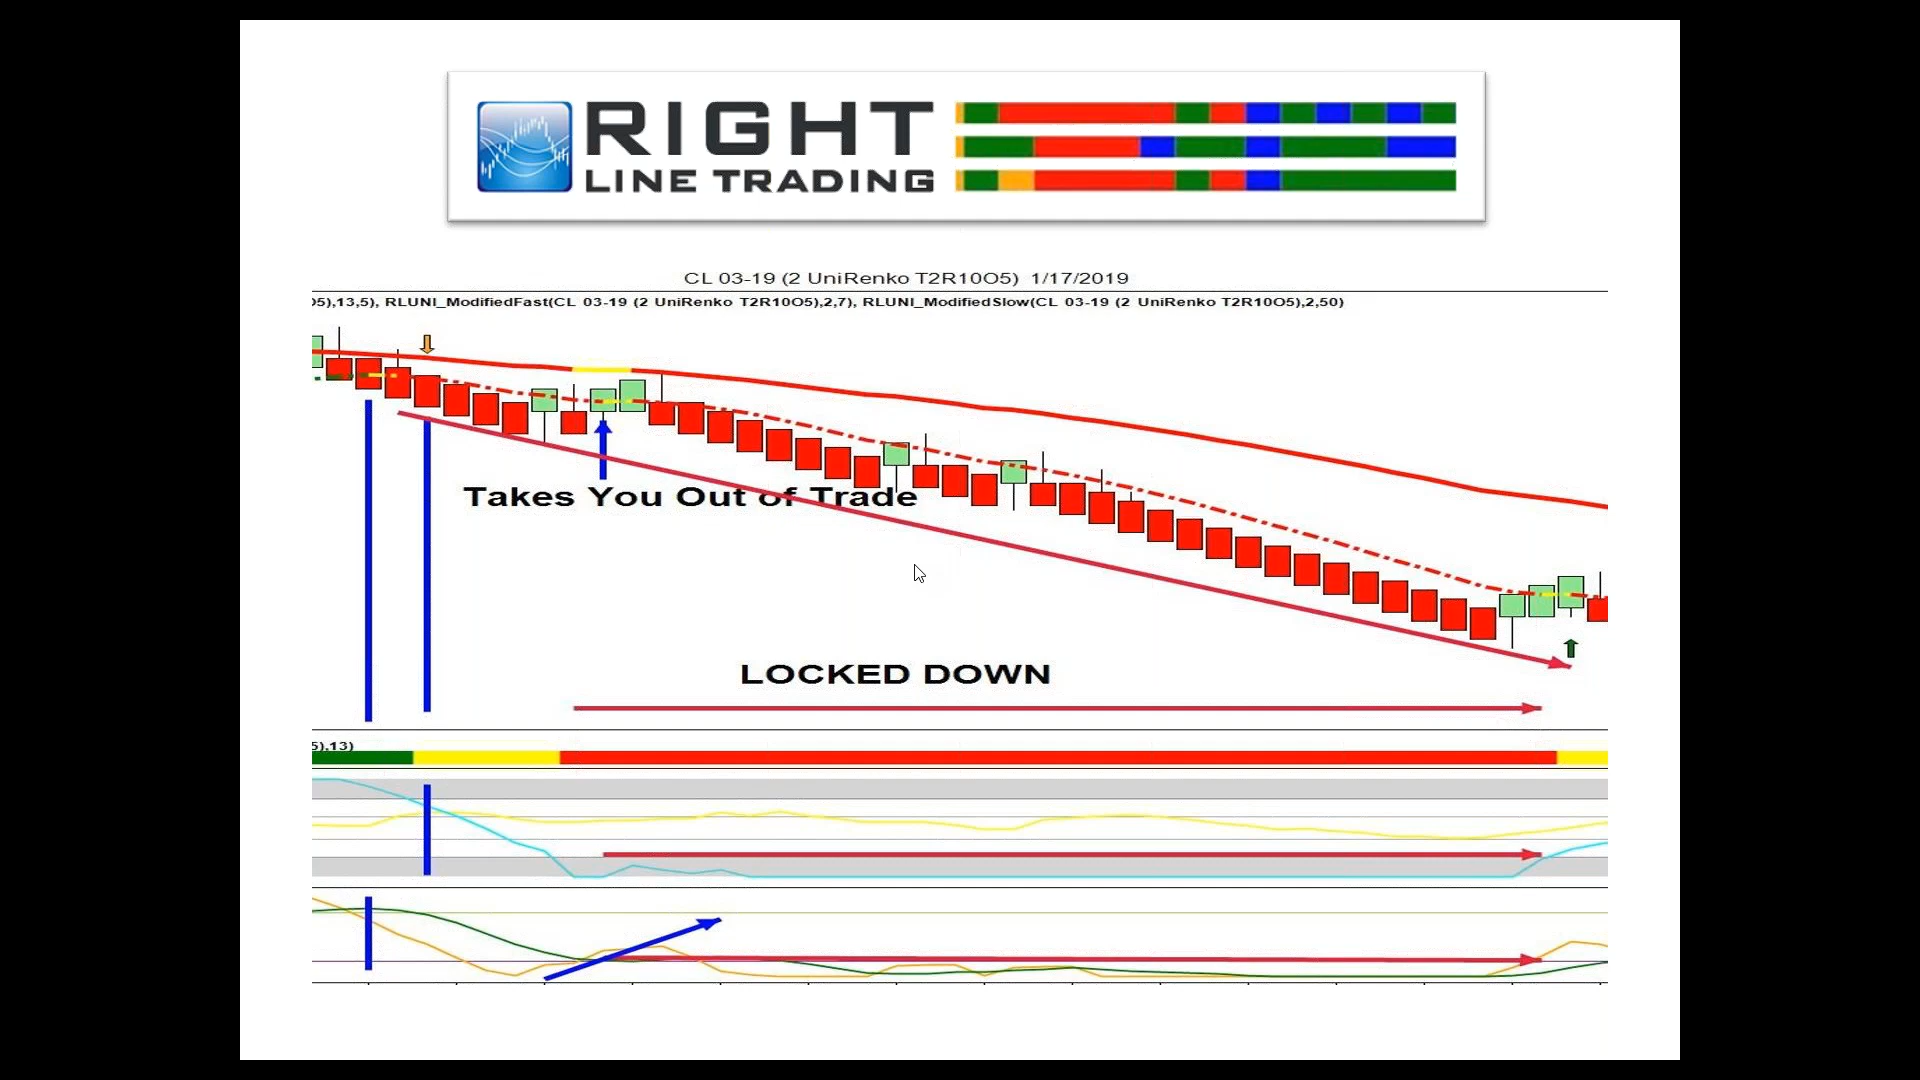 RIGHT
LINE TRADING
CL 03-19 (2 UniRenko T2R10O5) 1/17/2019
O5),13,5), RLUNI_ModifiedFast(CL 03-19 (2 UniRenko T2R10O5),2,7), RLUNI_ModifiedSlow(CL 03-19 (2 UniRenko T2R10O5),2,50)
Takes You Out of Trade
LOCKED DOWN
5),13)